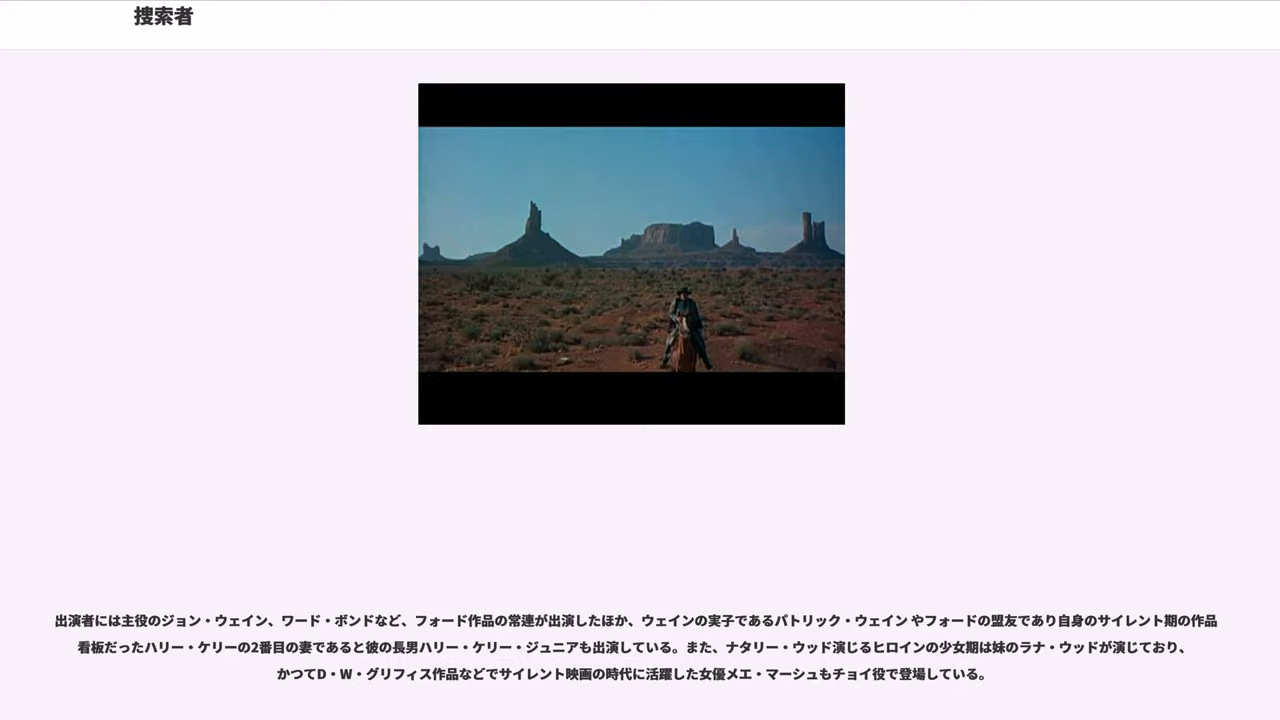 捜索者
出演者には主役のジョン・ウェイン、ワード・ボンドなど、フォード作品の常連が出演したほか、ウェインの実子であるパトリック・ウェイン やフォードの盟友であり自身のサイレント期の作品
看板だったハリー・ケリーの2番目の妻であると彼の長男ハリー・ケリー・ジュニアも出演している。また、ナタリー・ウッド演じるヒロインの少女期は妹のラナ・ウッドが演じており、
かつてD・W・グリフィス作品などでサイレント映画の時代に活躍した女優メエ・マーシュもチョイ役で登場している。